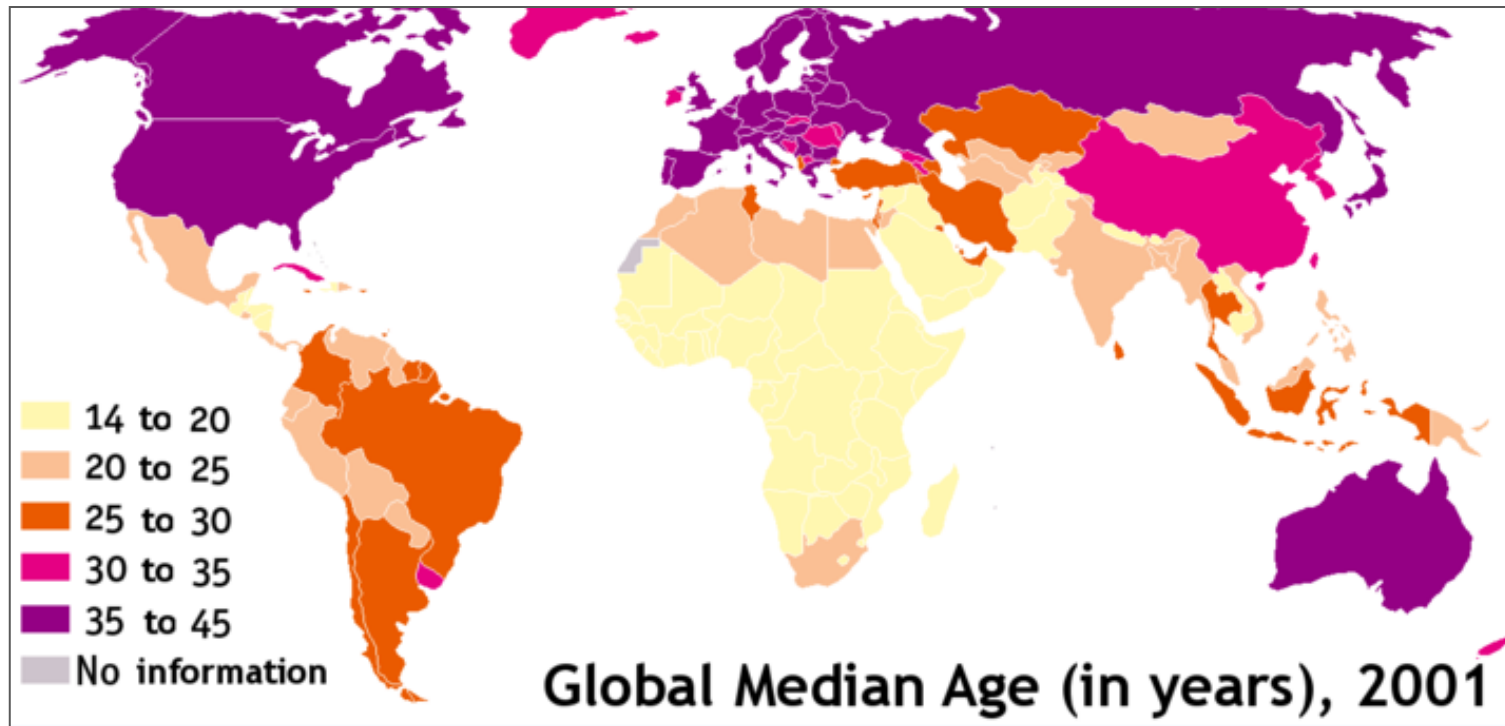 14 to 20
20 to 25
25 to 30
30 to 35
35 to 45
No information
Global Median Age (in years), 2001